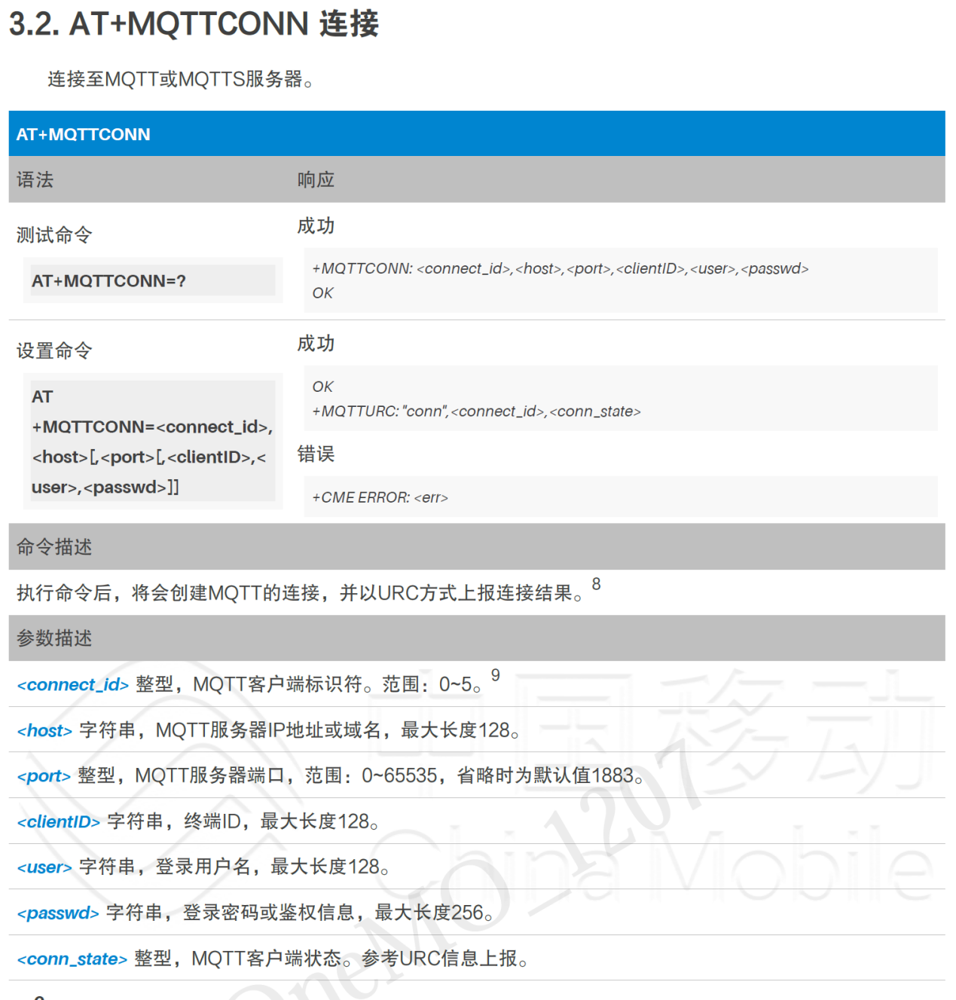 3.2. AT+MQTTCONN 连接
连接至MQTT或MQTTS服务器。
AT+MQTTCONN
语法 响应
测试命令
AT+MQTTCONN=?
成功
+MQTTCONN: <connect_id>,<host>,<port>,<clientID>,<user>,<passwd>
OK
设置命令
AT
+MQTTCONN=<connect_id>,
<host>[,<port>[,<clientID>,<
user>,<passwd>]]
成功
OK
+MQTTURC: "conn",<connect_id>,<conn_state>
错误
+CME ERROR: <err>
命令描述
执行命令后，将会创建MQTT的连接，并以URC方式上报连接结果。8
参数描述
<connect_id> 整型，MQTT客户端标识符。范围：0~5。9
<host> 字符串，MQTT服务器IP地址或域名，最大长度128。
<port> 整型，MQTT服务器端口，范围：0~65535，省略时为默认值1883。
<clientID> 字符串，终端ID，最大长度128。
<user> 字符串，登录用户名，最大长度128。
<passwd> 字符串，登录密码或鉴权信息，最大长度256。
<conn_state> 整型，MQTT客户端状态。参考URC信息上报。
中国移动
China Mobile
OneMO_1207